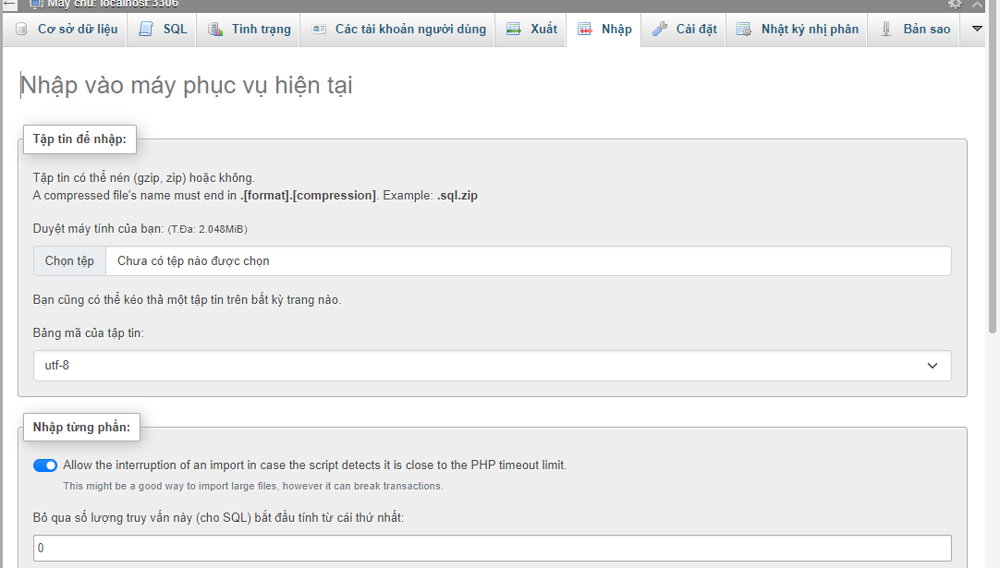 Máy chủ: localhost:3306
Cơ sở dữ liệu SQL Tình trạng Các tài khoản người dùng Xuất Nhập Cài đặt Nhật ký nhị phân Bản sao
Nhập vào máy phục vụ hiện tại
Tập tin để nhập:
Tập tin có thể nén (gzip, zip) hoặc không.
A compressed file's name must end in .[format].[compression]. Example: .sql.zip
Duyệt máy tính của bạn: (T.Đa: 2.048MiB)
Chọn tệp Chưa có tệp nào được chọn
Bạn cũng có thể kéo thả một tập tin trên bất kỳ trang nào.
Bảng mã của tập tin:
utf-8
Nhập từng phần:
Allow the interruption of an import in case the script detects it is close to the PHP timeout limit.
This might be a good way to import large files, however it can break transactions.
Bỏ qua số lượng truy vấn này (cho SQL) bắt đầu tính từ cái thứ nhất:
0